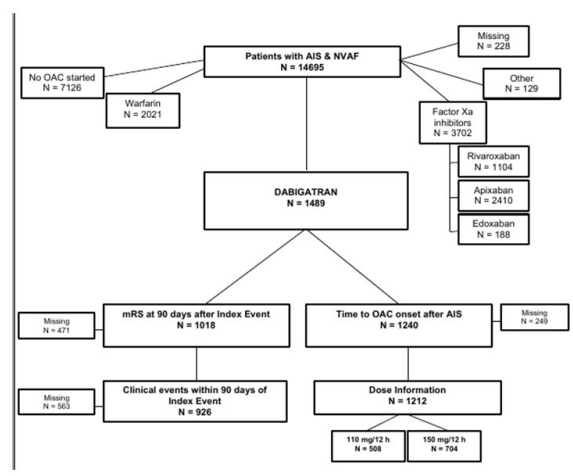 Patients with AIS & NVAF
N = 14695
Missing
N = 228
No OAC started
N = 7126
Other
N = 129
Warfarin
N = 2021
Factor Xa
inhibitors
N = 3702
Rivaroxaban
N = 1104
Apixaban
N = 2410
Edoxaban
N = 188
DABIGATRAN
N = 1489
Missing
N = 471
mRS at 90 days after Index Event
N = 1018
Time to OAC onset after AIS
N = 1240
Missing
N = 249
Missing
N = 563
Clinical events within 90 days of
Index Event
N = 926
Dose Information
N = 1212
110 mg/12 h
N = 508
150 mg/12 h
N = 704